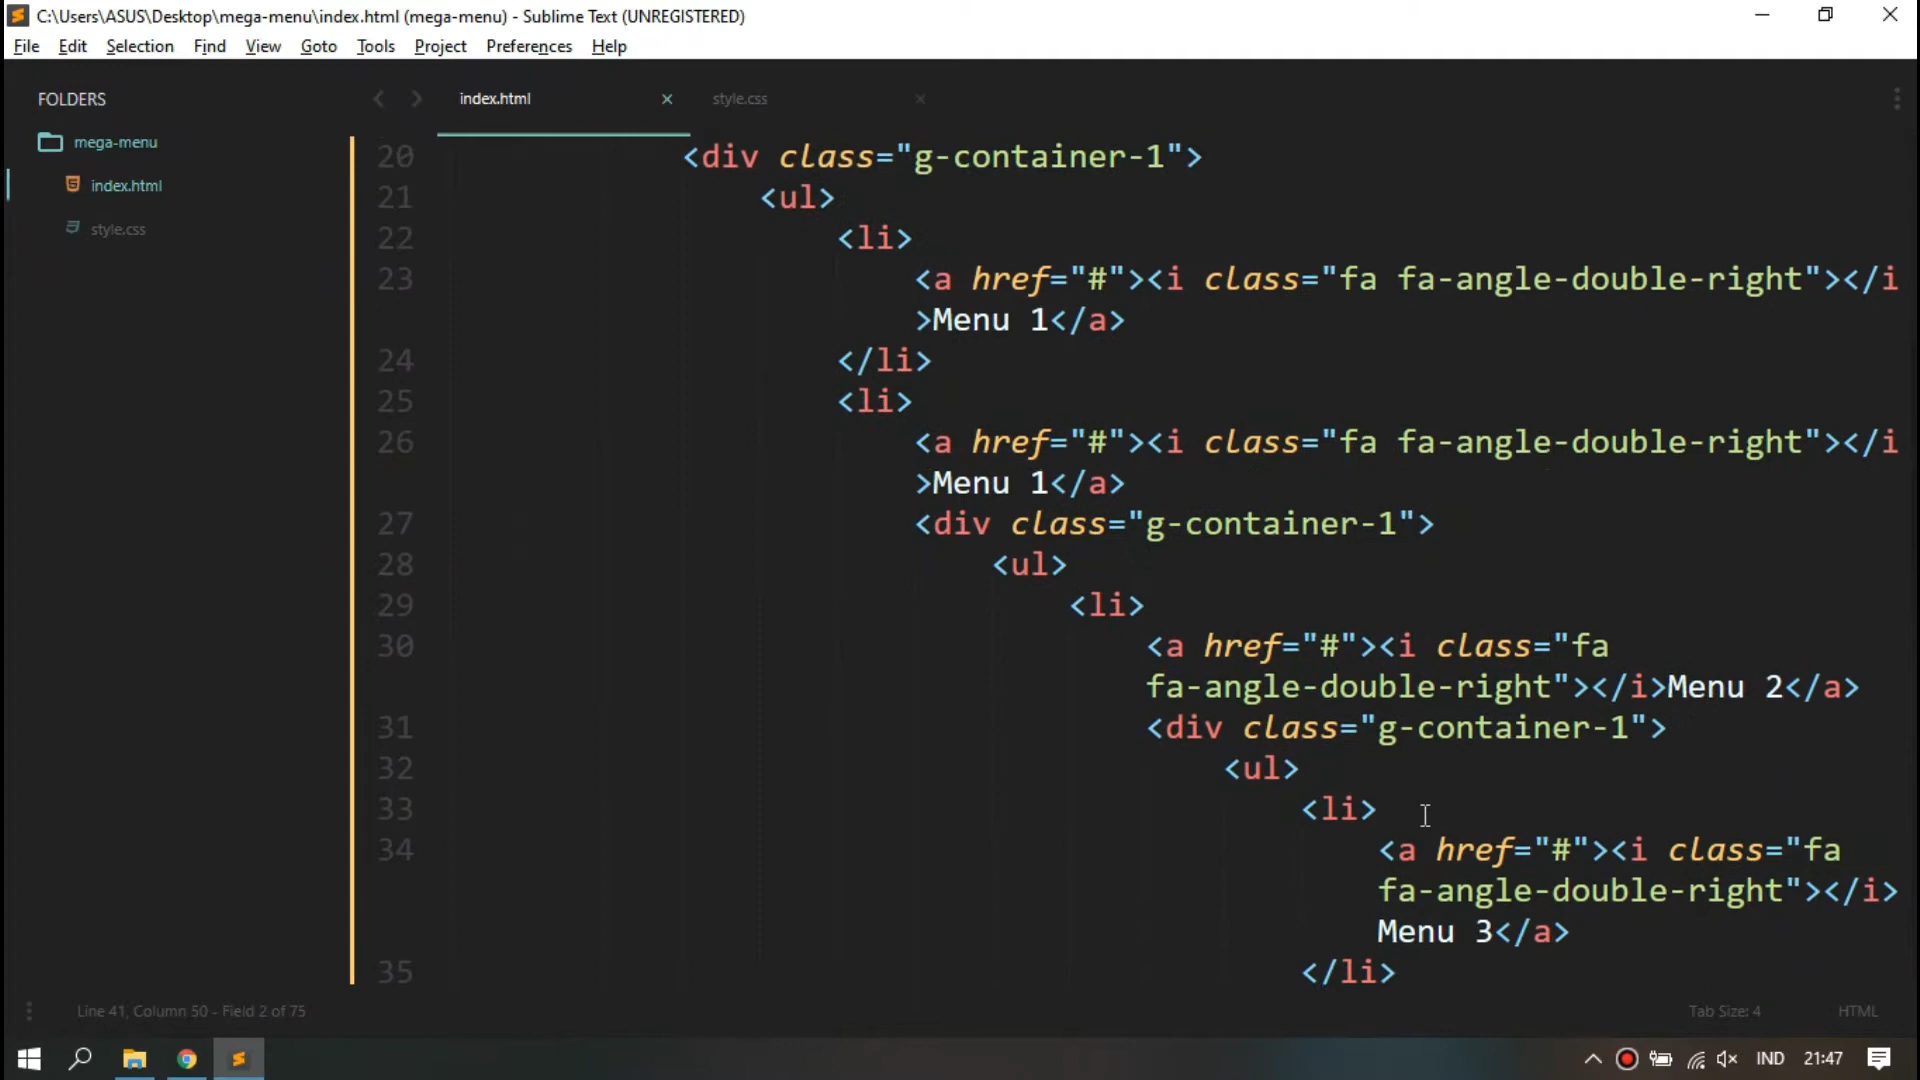 C:\Users\ASUS\Desktop\mega-menu\index.html (mega-menu) - Sublime Text (UNREGISTERED)
File Edit Selection Find View Goto Tools Project Preferences Help
FOLDERS
mega-menu
index.html
style.css
index.html style.css
20 <div class="g-container-1">
21 <ul>
22 <li>
23 <a href="#"><i class="fa fa-angle-double-right"></i
>Menu 1</a>
24 </li>
25 <li>
26 <a href="#"><i class="fa fa-angle-double-right"></i
>Menu 1</a>
27 <div class="g-container-1">
28 <ul>
29 <li>
30 <a href="#"><i class="fa
fa-angle-double-right"></i>Menu 2</a>
31 <div class="g-container-1">
32 <ul>
33 <li>
34 <a href="#"><i class="fa
fa-angle-double-right"></i>
Menu 3</a>
35 </li>
Line 41, Column 50 - Field 2 of 75 Tab Size: 4 HTML
IND 21:47